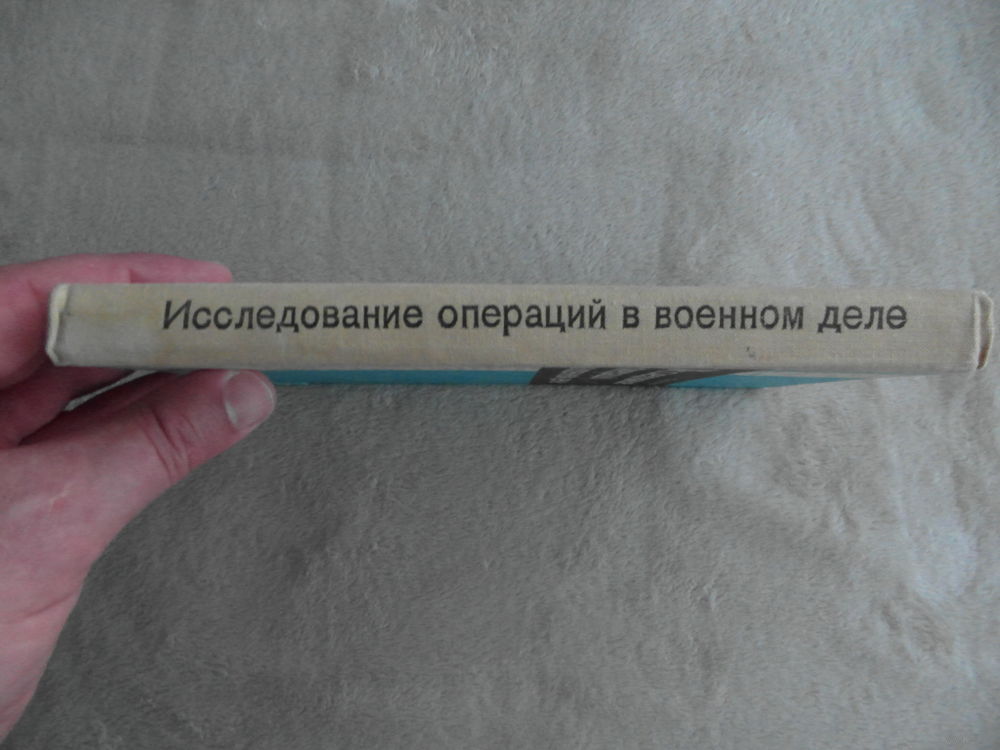 Исследование операций в военном деле